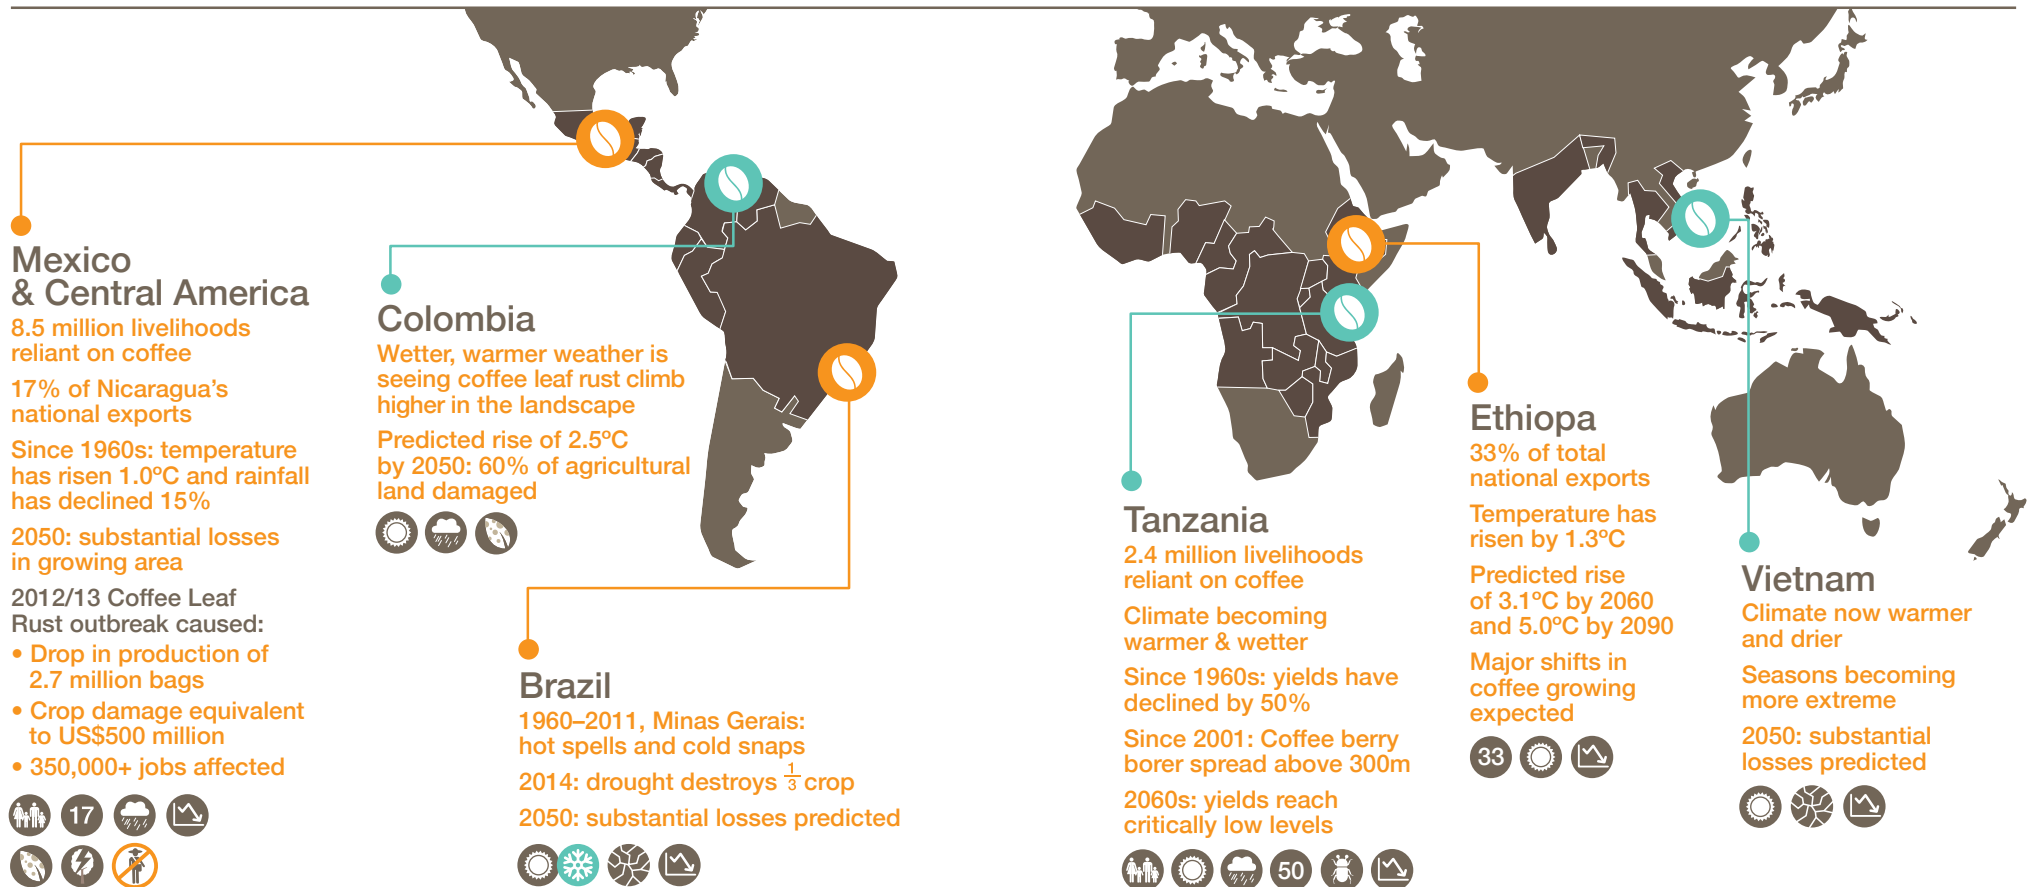 Mexico
& Central America
8.5 million livelihoods
reliant on coffee
17% of Nicaragua's
national exports
Since 1960s: temperature
has risen 1.0ºC and rainfall
has declined 15%
2050: substantial losses
in growing area
2012/13 Coffee Leaf
Rust outbreak caused:
• Drop in production of
2.7 million bags
• Crop damage equivalent
to US$500 million
• 350,000+ jobs affected
17
Colombia
Wetter, warmer weather is
seeing coffee leaf rust climb
higher in the landscape
Predicted rise of 2.5ºC
by 2050: 60% of agricultural
land damaged
Brazil
1960–2011, Minas Gerais:
hot spells and cold snaps
2014: drought destroys 1/3 crop
2050: substantial losses predicted
Tanzania
2.4 million livelihoods
reliant on coffee
Climate becoming
warmer & wetter
Since 1960s: yields have
declined by 50%
Since 2001: Coffee berry
borer spread above 300m
2060s: yields reach
critically low levels
50
Ethiopa
33% of total
national exports
Temperature has
risen by 1.3ºC
Predicted rise
of 3.1ºC by 2060
and 5.0ºC by 2090
Major shifts in
coffee growing
expected
33
Vietnam
Climate now warmer
and drier
Seasons becoming
more extreme
2050: substantial
losses predicted